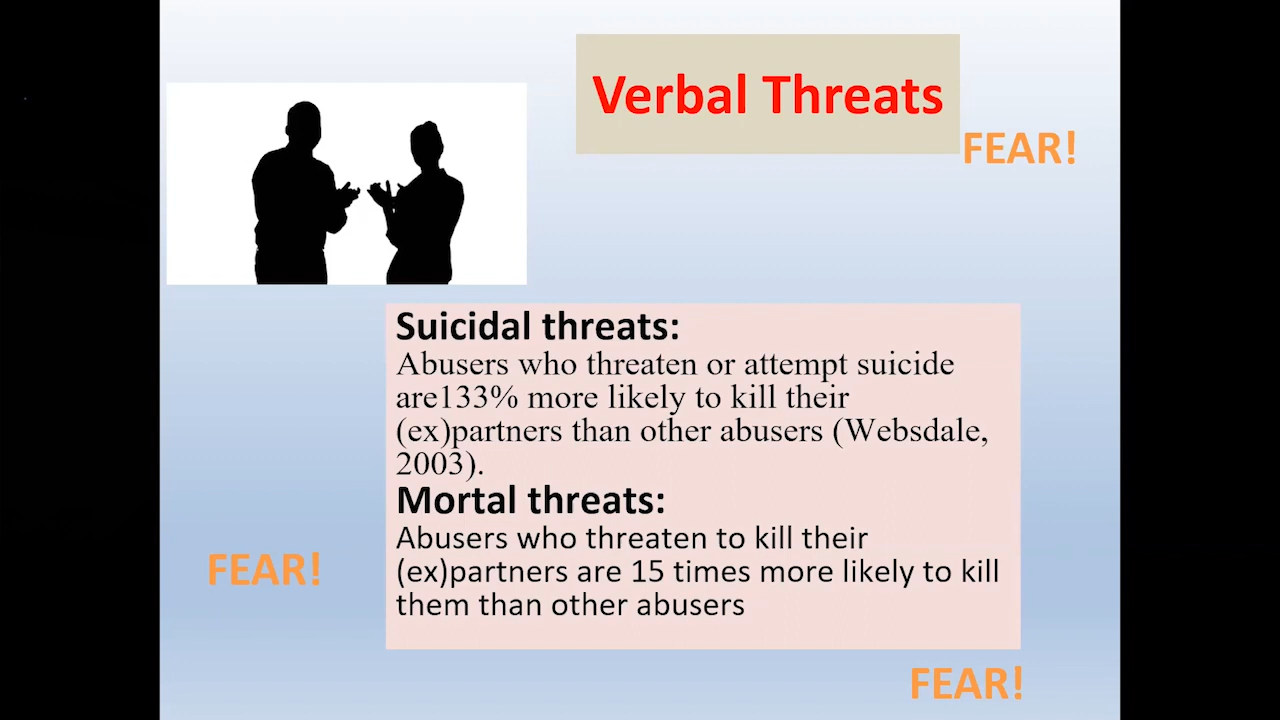 Verbal Threats
FEAR!
Suicidal threats:
Abusers who threaten or attempt suicide
are133% more likely to kill their
(ex)partners than other abusers (Websdale,
2003).
Mortal threats:
Abusers who threaten to kill their
(ex)partners are 15 times more likely to kill
them than other abusers
FEAR!
FEAR!